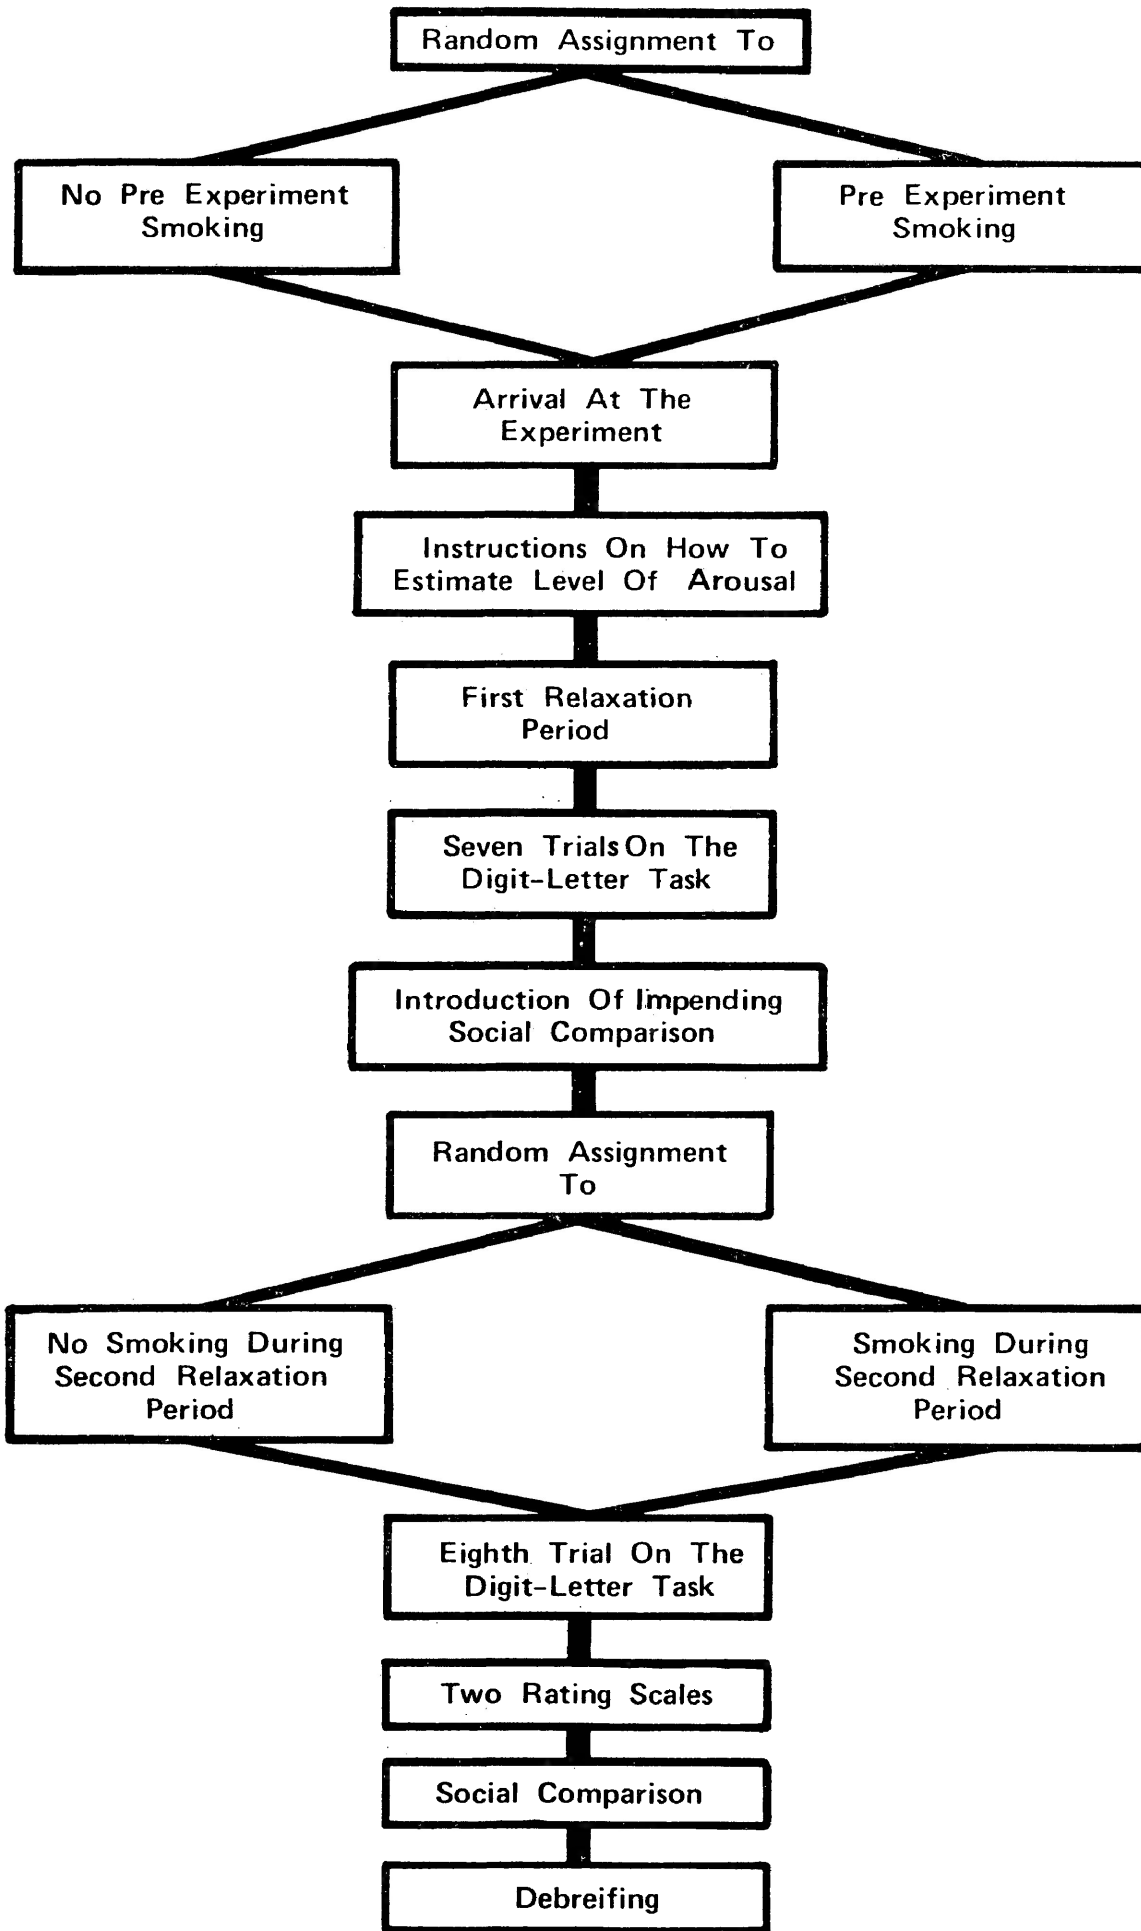 Random Assignment To
No Pre Experiment
Smoking
Pre Experiment
Smoking
Arrival At The
Experiment
Instructions On How To
Estimate Level Of Arousal
First Relaxation
Period
Seven Trials On The
Digit-Letter Task
Introduction Of Impending
Social Comparison
Random Assignment
To
No Smoking During
Second Relaxation
Period
Smoking During
Second Relaxation
Period
Eighth Trial On The
Digit-Letter Task
Two Rating Scales
Social Comparison
Debreifing